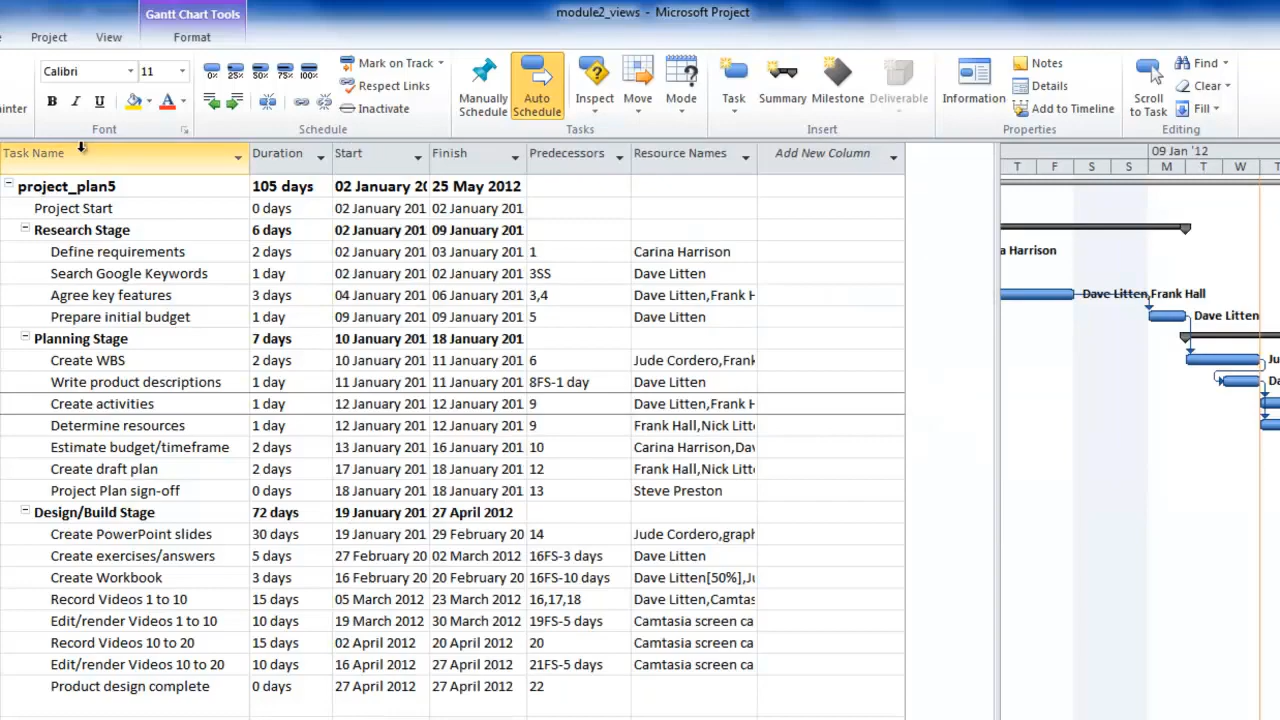 module2_views - Microsoft Project
Gantt Chart Tools
Project View Format
Calibri 11
B I U A
0% 25% 50% 75% 100%
Mark on Track
Respect Links
Inactivate
Manually Schedule
Auto Schedule
Inspect Move Mode
Task Summary Milestone Deliverable
Information
Notes
Details
Add to Timeline
Scroll to Task
Find
Clear
Fill
Font Schedule Tasks Insert Properties Editing
Task Name Duration Start Finish Predecessors Resource Names Add New Column
09 Jan '12
T F S S M T W T
project_plan5 105 days 02 January 20 25 May 2012
Project Start 0 days 02 January 201 02 January 201
Research Stage 6 days 02 January 201 09 January 201
Define requirements 2 days 02 January 201 03 January 201 1 Carina Harrison
a Harrison
Search Google Keywords 1 day 02 January 201 02 January 201 3SS Dave Litten
Agree key features 3 days 04 January 201 06 January 201 3,4 Dave Litten,Frank H
Dave Litten,Frank Hall
Prepare initial budget 1 day 09 January 201 09 January 201 5 Dave Litten
Dave Litten
Planning Stage 7 days 10 January 201 18 January 201
Create WBS 2 days 10 January 201 11 January 201 6 Jude Cordero,Frank
Ju
Write product descriptions 1 day 11 January 201 11 January 201 8FS-1 day Dave Litten
Da
Create activities 1 day 12 January 201 12 January 201 9 Dave Litten,Frank H
Determine resources 1 day 12 January 201 12 January 201 9 Frank Hall,Nick Litt
Estimate budget/timeframe 2 days 13 January 201 16 January 201 10 Carina Harrison,Dav
Create draft plan 2 days 17 January 201 18 January 201 12 Frank Hall,Nick Litt
Project Plan sign-off 0 days 18 January 201 18 January 201 13 Steve Preston
Design/Build Stage 72 days 19 January 201 27 April 2012
Create PowerPoint slides 30 days 19 January 201 29 February 20 14 Jude Cordero,graph
Create exercises/answers 5 days 27 February 20 02 March 2012 16FS-3 days Dave Litten
Create Workbook 3 days 16 February 20 20 February 20 16FS-10 days Dave Litten[50%],Ju
Record Videos 1 to 10 15 days 05 March 2012 23 March 2012 16,17,18 Dave Litten,Camtas
Edit/render Videos 1 to 10 10 days 19 March 2012 30 March 2012 19FS-5 days Camtasia screen ca
Record Videos 10 to 20 15 days 02 April 2012 20 April 2012 20 Camtasia screen ca
Edit/render Videos 10 to 20 10 days 16 April 2012 27 April 2012 21FS-5 days Camtasia screen ca
Product design complete 0 days 27 April 2012 27 April 2012 22